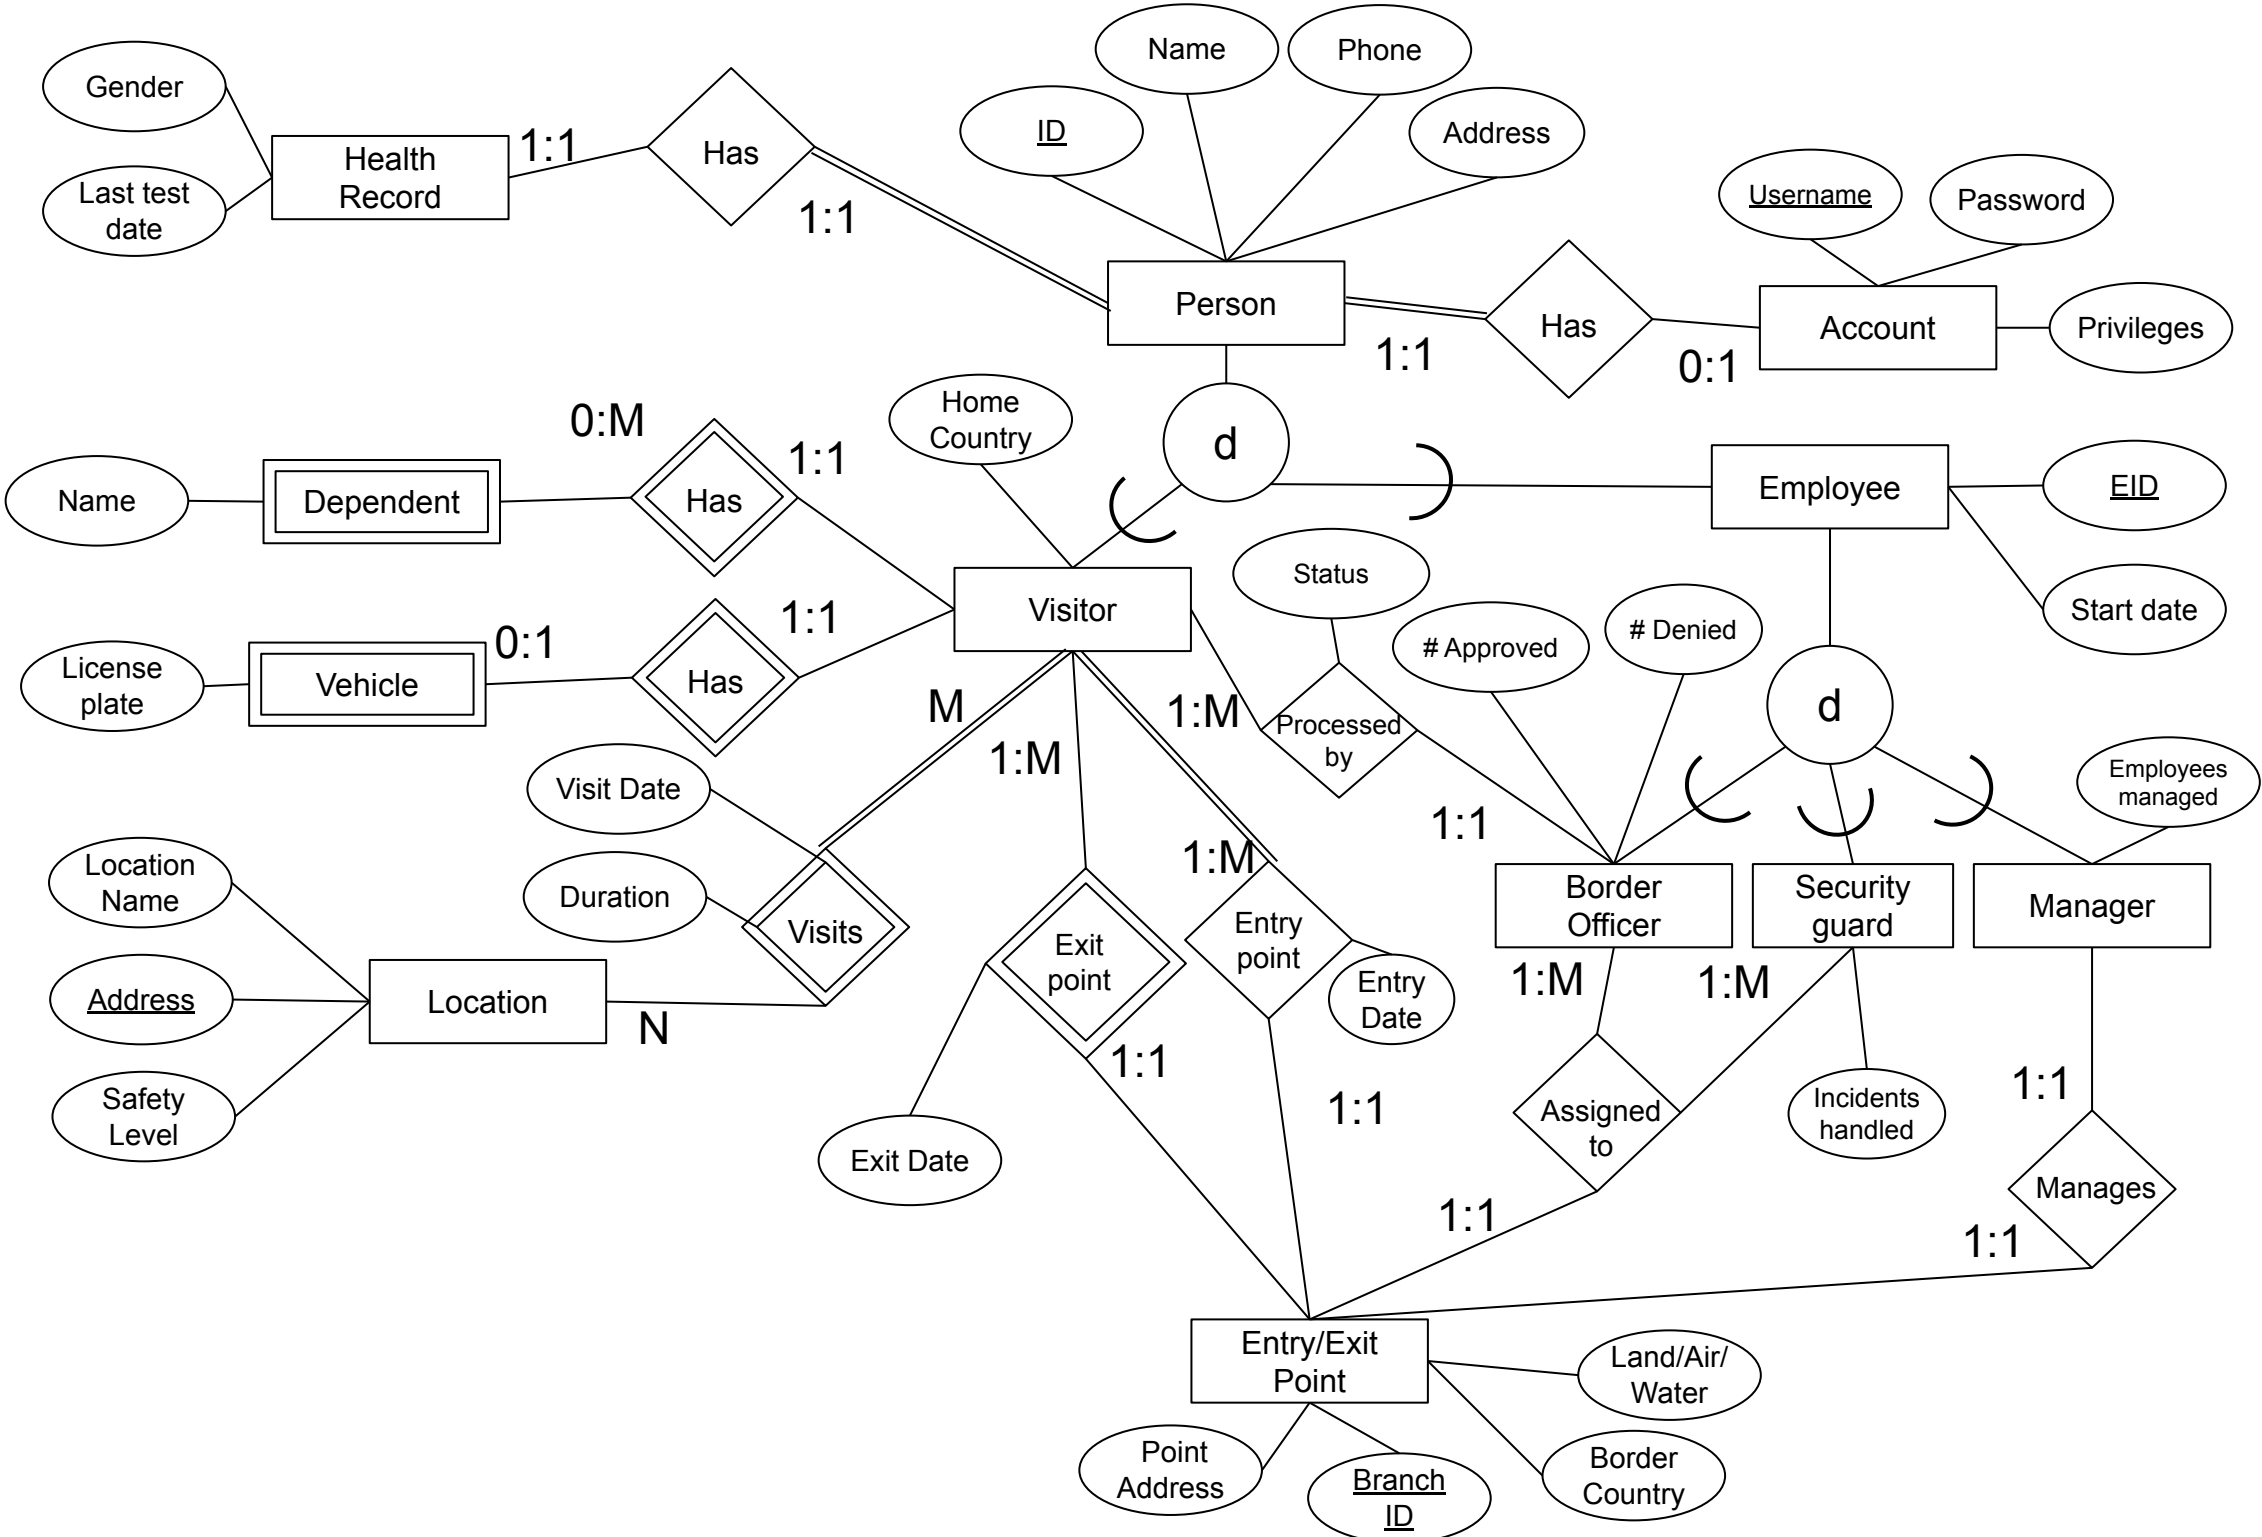 Name
Phone
Gender
ID
Address
Health
Record
1:1
Has
Last test
date
1:1
Username
Password
Person
Has
Account
Privileges
1:1
0:1
Home
Country
0:M
1:1
d
Name
Dependent
Has
Employee
EID
Status
Visitor
Start date
# Approved
# Denied
1:1
0:1
License
plate
Vehicle
Has
M
1:M
Processed
by
d
1:M
Visit Date
Employees
managed
1:1
1:M
Location
Name
Duration
Visits
Entry
point
Exit
point
Border
Officer
Security
guard
Manager
Address
Location
N
Entry
Date
1:M
1:M
1:1
1:1
1:1
Safety
Level
Assigned
to
Incidents
handled
Exit Date
Manages
1:1
1:1
Entry/Exit
Point
Land/Air/
Water
Point
Address
Branch
ID
Border
Country